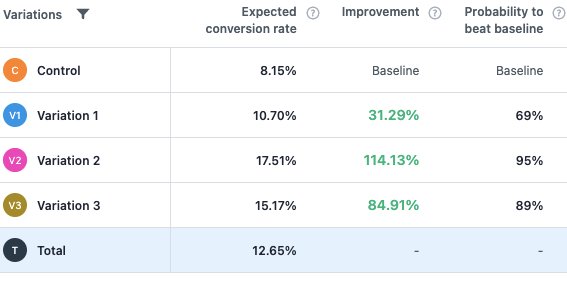 Variations Expected conversion rate ? Improvement ? Probability to beat baseline ?
C Control 8.15% Baseline Baseline
V1 Variation 1 10.70% 31.29% 69%
V2 Variation 2 17.51% 114.13% 95%
V3 Variation 3 15.17% 84.91% 89%
T Total 12.65% - -